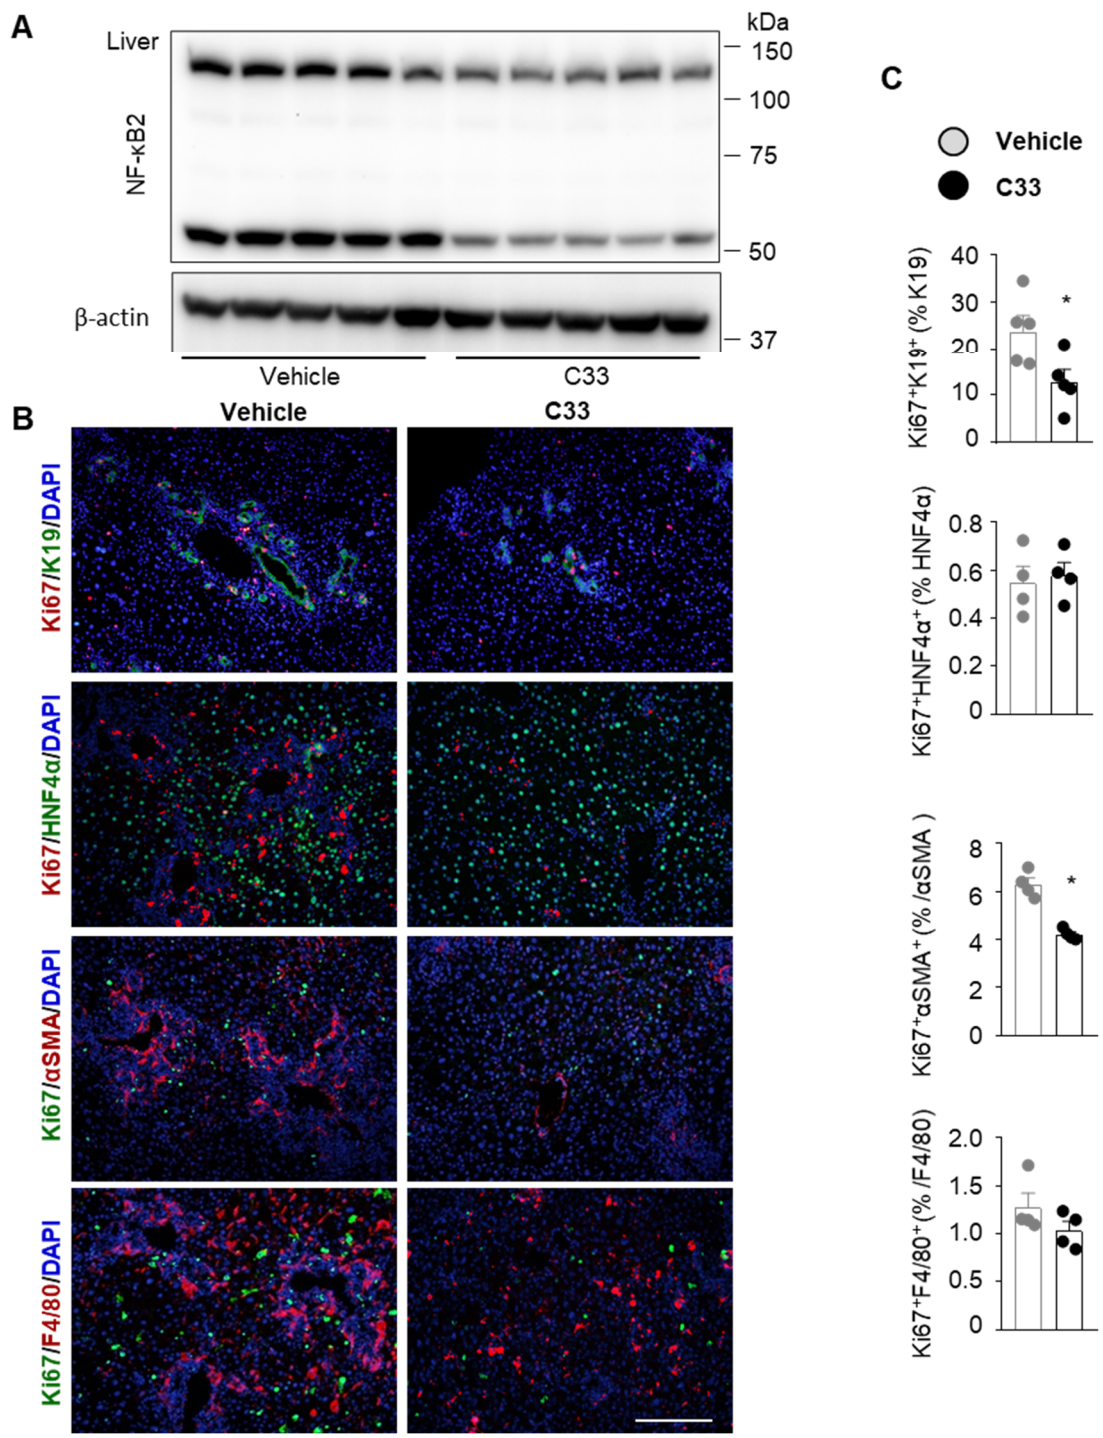 A
Liver
kDa
NF-κB2
150
100
75
50
β-actin
37
Vehicle
C33
B
Vehicle
C33
Ki67/K19/DAPI
Ki67/HNF4α/DAPI
Ki67/αSMA/DAPI
Ki67/F4/80/DAPI
C
Vehicle
C33
Ki67⁺K19⁺ (% K19)
40
30
20
10
0
*
Ki67⁺HNF4α⁺ (% HNF4α)
0.8
0.6
0.4
0.2
0
Ki67⁺αSMA⁺ (% /αSMA )
8
6
4
2
0
*
Ki67⁺F4/80⁺ (% /F4/80)
2.0
1.5
1.0
0.5
0